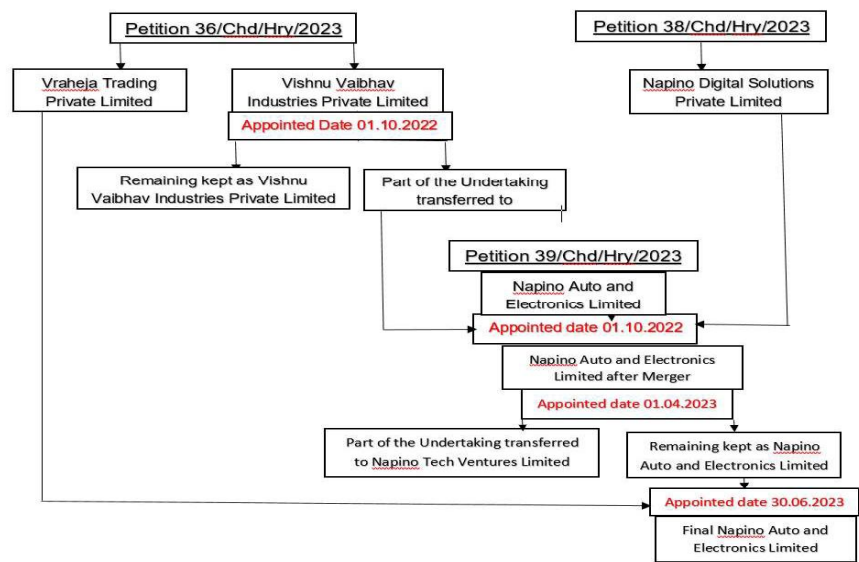 Petition 36/Chd/Hry/2023
Petition 38/Chd/Hry/2023
Vraheja Trading
Private Limited
Vishnu Vaibhav
Industries Private Limited
Appointed Date 01.10.2022
Napino Digital Solutions
Private Limited
Remaining kept as Vishnu
Vaibhav Industries Private Limited
Part of the Undertaking
transferred to
Petition 39/Chd/Hry/2023
Napino Auto and
Electronics Limited
Appointed date 01.10.2022
Napino Auto and Electronics
Limited after Merger
Appointed date 01.04.2023
Part of the Undertaking transferred
to Napino Tech Ventures Limited
Remaining kept as Napino
Auto and Electronics Limited
Appointed date 30.06.2023
Final Napino Auto and
Electronics Limited